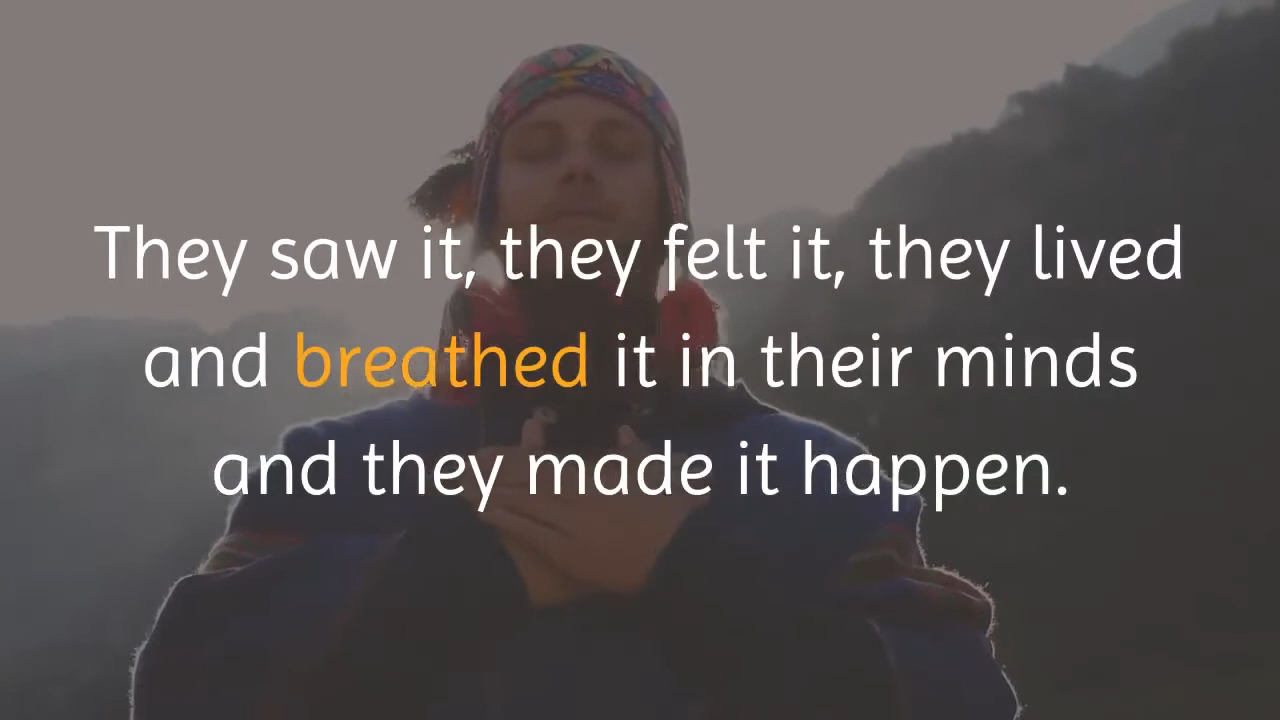 They saw it, they felt it, they lived
and breathed it in their minds
and they made it happen.